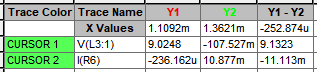 Trace Color Trace Name Y1 Y2 Y1 - Y2
X Values 1.1092m 1.3621m -252.874u
CURSOR 1 V(L3:1) 9.0248 -107.527m 9.1323
CURSOR 2 I(R6) -236.162u 10.877m -11.113m